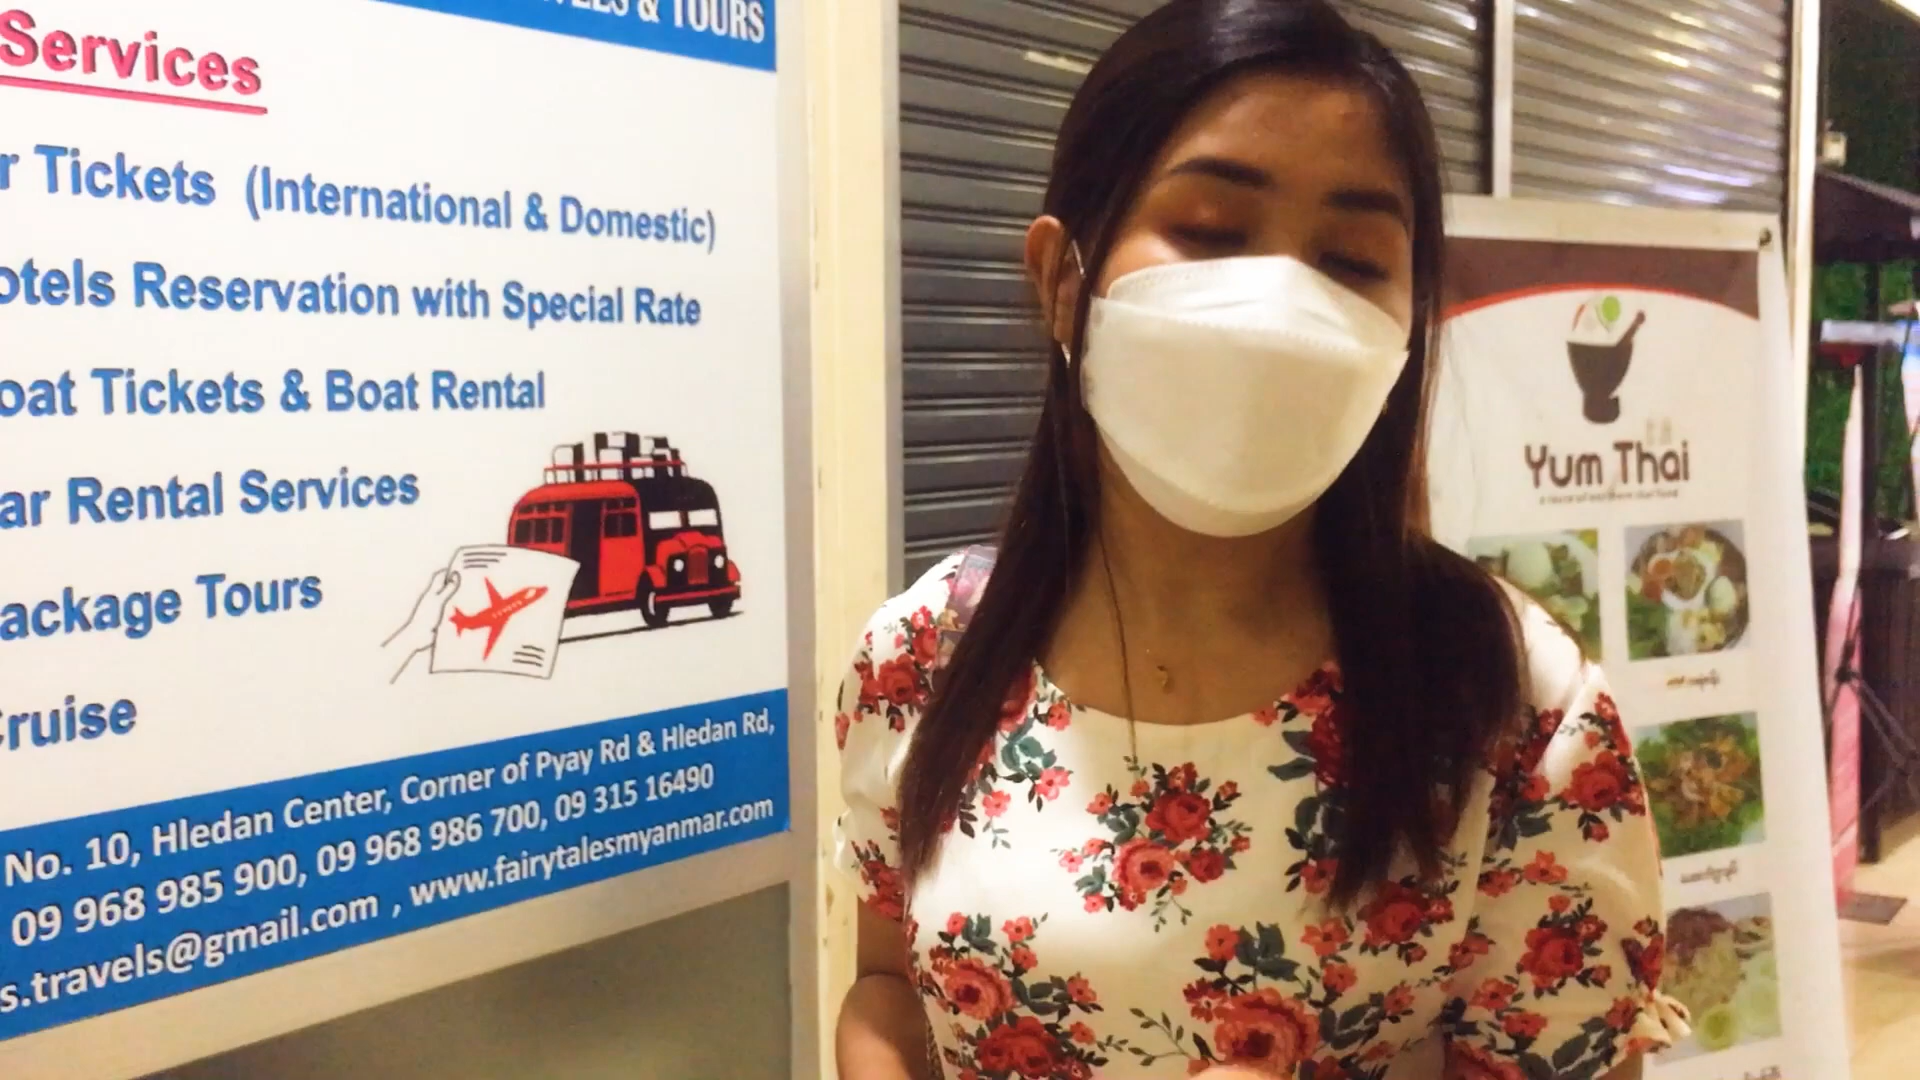 & TOURS
Services
r Tickets (International & Domestic)
otels Reservation with Special Rate
oat Tickets & Boat Rental
ar Rental Services
ackage Tours
Cruise
No. 10, Hledan Center, Corner of Pyay Rd & Hledan Rd,
09 968 985 900, 09 968 986 700, 09 315 16490
s.travels@gmail.com , www.fairytalesmyanmar.com
Yum Thai